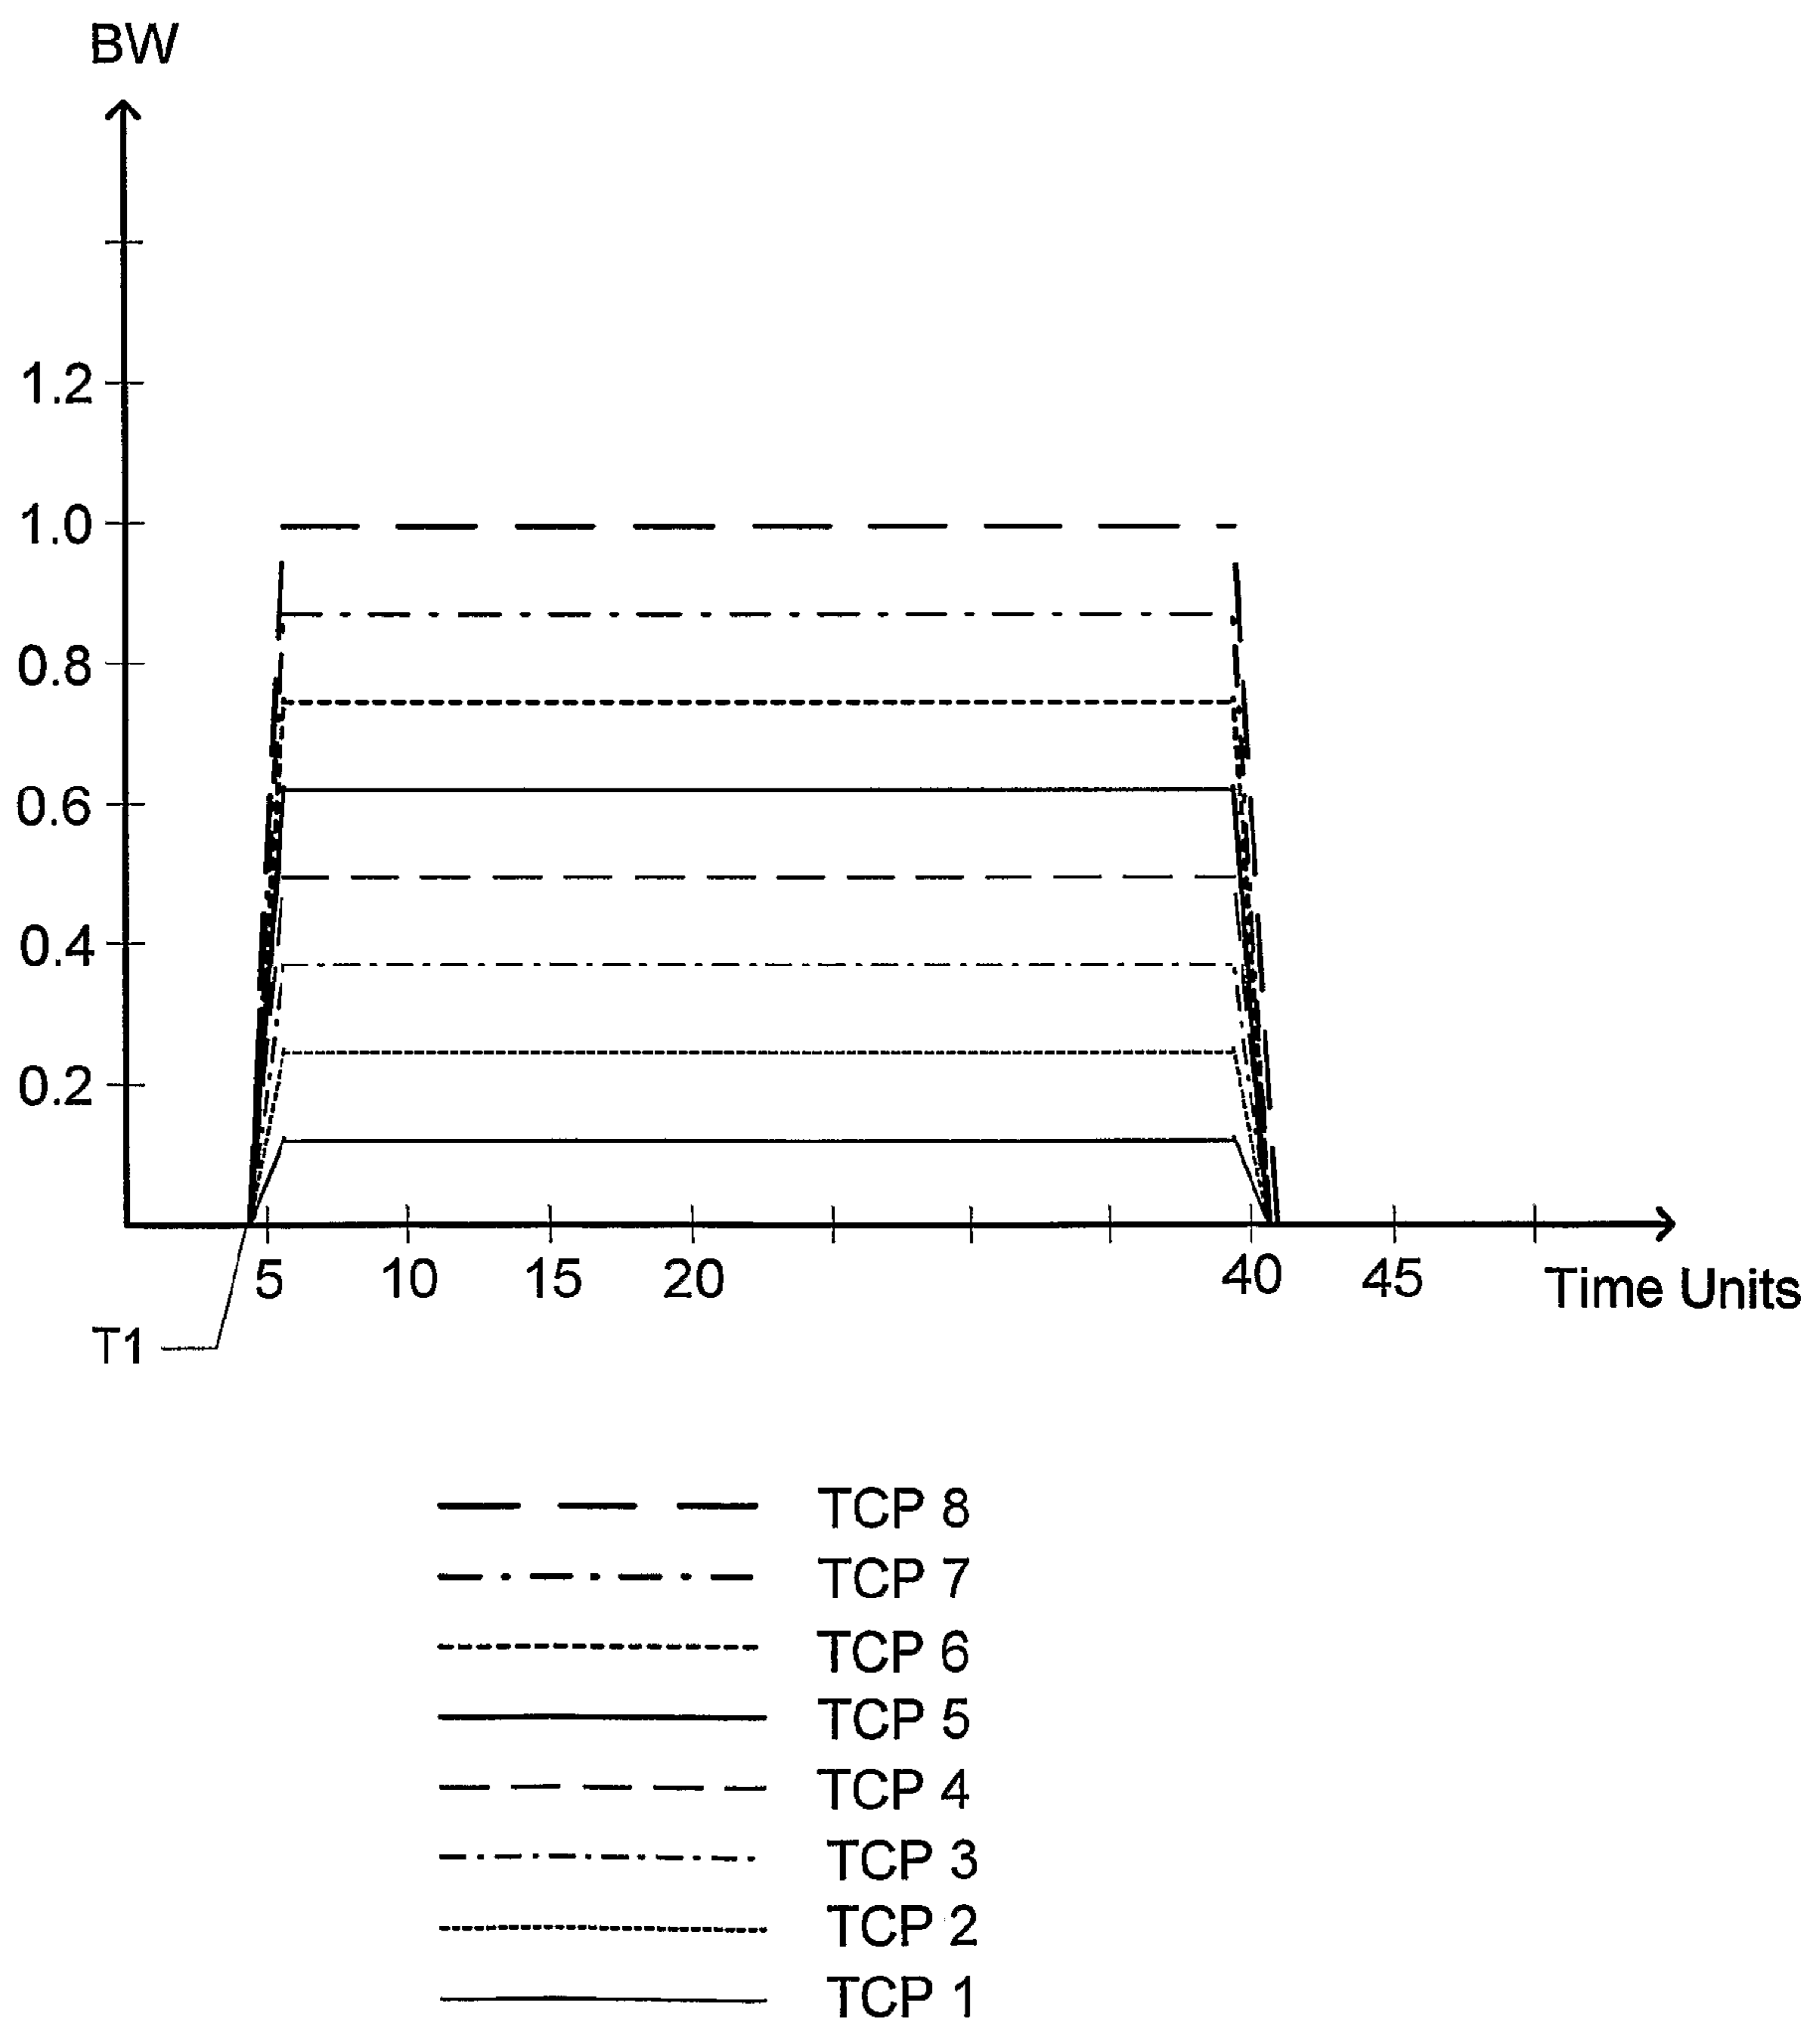 BW
1.2
1.0
0.8
0.6
0.4
0.2
5 10 15 20 40 45 Time Units
T1
TCP 8
TCP 7
TCP 6
TCP 5
TCP 4
TCP 3
TCP 2
TCP 1